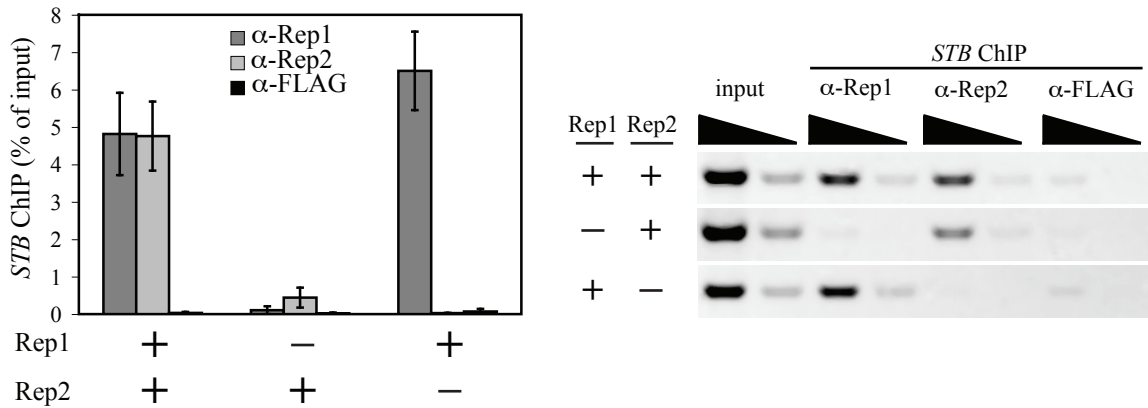 8
7
6
5
4
3
2
1
0
STB ChIP (% of input)
α-Rep1
α-Rep2
α-FLAG
Rep1 + − +
Rep2 + + −
STB ChIP
input α-Rep1 α-Rep2 α-FLAG
Rep1 Rep2
+ +
− +
+ −